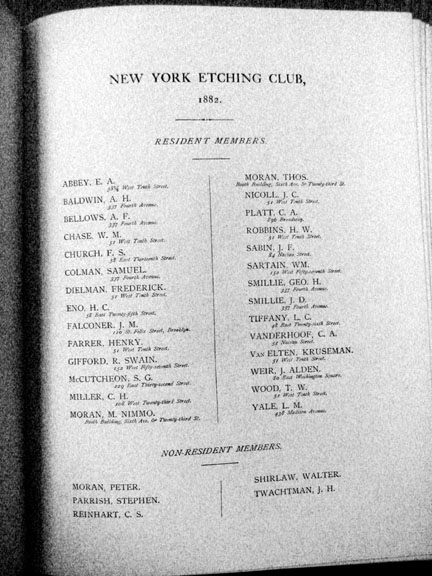 NEW YORK ETCHING CLUB,
1882.
RESIDENT MEMBERS.
ABBEY, E. A.
58½ West Tenth Street.
BALDWIN, A. H.
337 Fourth Avenue.
BELLOWS, A. F.
337 Fourth Avenue.
CHASE, W. M.
51 West Tenth Street.
CHURCH, F. S.
58 East Thirteenth Street.
COLMAN, SAMUEL.
337 Fourth Avenue.
DIELMAN, FREDERICK.
51 West Tenth Street.
ENO, H. C.
58 East Twenty-fifth Street.
FALCONER, J. M.
110 St. Felix Street, Brooklyn.
FARRER, HENRY.
51 West Tenth Street.
GIFFORD, R. SWAIN.
152 West Fifty-seventh Street.
McCUTCHEON, S. G.
229 East Thirty-second Street.
MILLER, C. H.
108 West Twenty-third Street.
MORAN, M. NIMMO.
Booth Building, Sixth Ave. & Twenty-third St.
MORAN, THOS.
Booth Building, Sixth Ave. & Twenty-third St.
NICOLL, J. C.
51 West Tenth Street.
PLATT, C. A.
896 Broadway.
ROBBINS, H. W.
51 West Tenth Street.
SABIN, J. F.
84 Nassau Street.
SARTAIN, WM.
152 West Fifty-seventh Street.
SMILLIE, GEO. H.
337 Fourth Avenue.
SMILLIE, J. D.
337 Fourth Avenue.
TIFFANY, L. C.
48 East Twenty-sixth Street.
VANDERHOOF, C. A.
Nassau Street.
VAN ELTEN, KRUSEMAN.
51 West Tenth Street.
WEIR, J. ALDEN.
East Washington Square.
WOOD, T. W.
51 West Tenth Street.
YALE, L. M.
Madison Avenue.
NON-RESIDENT MEMBERS.
MORAN, PETER.
PARRISH, STEPHEN.
REINHART, C. S.
SHIRLAW, WALTER.
TWACHTMAN, J. H.